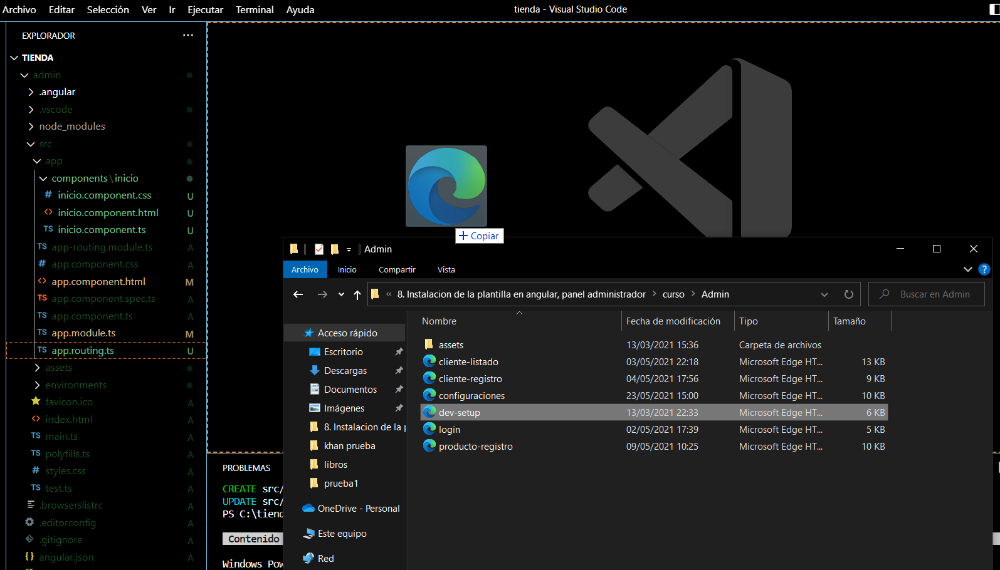 Archivo Editar Selección Ver Ir Ejecutar Terminal Ayuda
tienda - Visual Studio Code
EXPLORADOR
TIENDA
admin
.angular
.vscode
node_modules
src
app
components\inicio
# inicio.component.css U
<> inicio.component.html U
TS inicio.component.ts U
TS app-routing.module.ts A
# app.component.css A
<> app.component.html M
TS app.component.spec.ts A
TS app.component.ts A
TS app.module.ts M
TS app.routing.ts U
assets
environments
favicon.ico A
<> index.html A
TS main.ts A
TS polyfills.ts A
# styles.css A
TS test.ts A
.browserslistrc A
.editorconfig A
.gitignore A
{} angular.json A
+ Copiar
Admin
Archivo Inicio Compartir Vista
?
« 8. Instalacion de la plantilla en angular, panel administrador > curso > Admin
Buscar en Admin
Acceso rápido
Escritorio
Descargas
Documentos
Imágenes
8. Instalacion de la
khan prueba
libros
prueba1
OneDrive - Personal
Este equipo
Red
Nombre Fecha de modificación Tipo Tamaño
assets 13/03/2021 15:36 Carpeta de archivos
cliente-listado 03/05/2021 22:18 Microsoft Edge HT... 13 KB
cliente-registro 04/05/2021 17:56 Microsoft Edge HT... 9 KB
configuraciones 23/05/2021 15:00 Microsoft Edge HT... 10 KB
dev-setup 13/03/2021 22:33 Microsoft Edge HT... 6 KB
login 02/05/2021 17:39 Microsoft Edge HT... 5 KB
producto-registro 09/05/2021 10:25 Microsoft Edge HT... 10 KB
PROBLEMAS
CREATE src/
UPDATE src/
PS C:\tiend
Contenido
Windows Pow